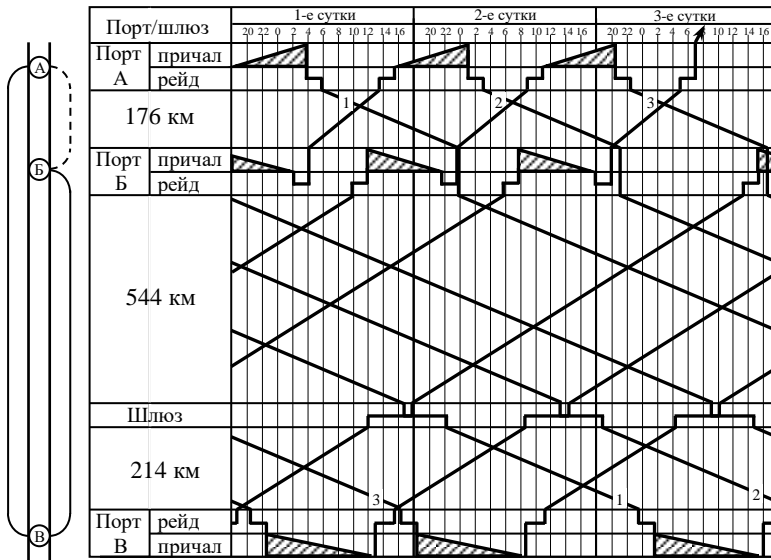 Порт/шлюз
1-е сутки
2-е сутки
3-е сутки
20 22 0 2 4 6 8 10 12 14 16
20 22 0 2 4 6 8 10 12 14 16
20 22 0 2 4 6 8 10 12 14 16
Порт А
причал
рейд
А
176 км
1
2
3
Б
Порт Б
причал
рейд
544 км
Шлюз
214 км
3
1
2
В
Порт В
рейд
причал